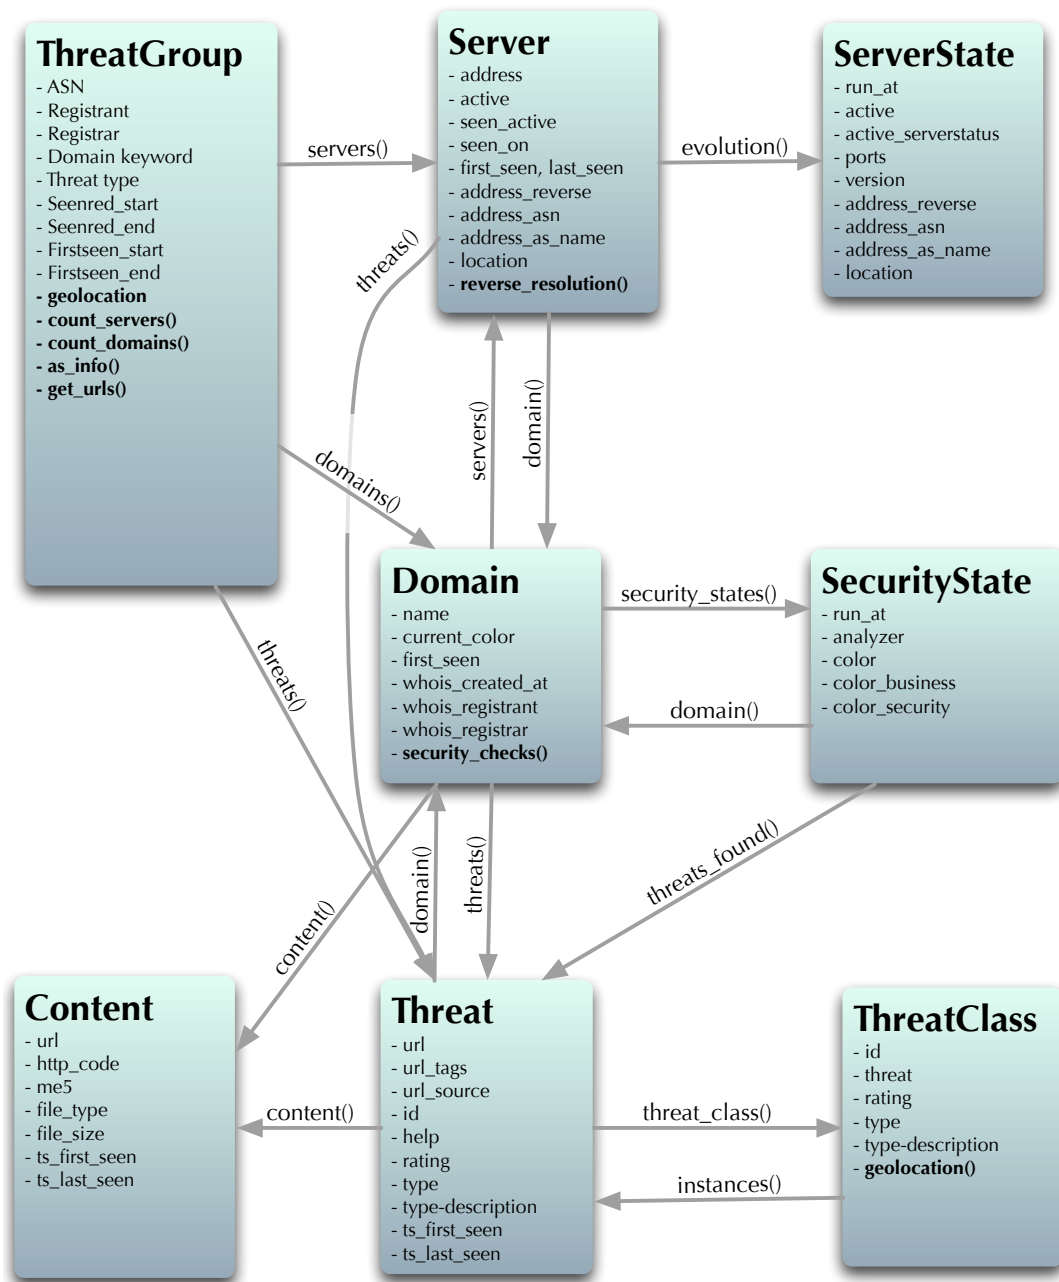 ThreatGroup
- ASN
- Registrant
- Registrar
- Domain keyword
- Threat type
- Seenred_start
- Seenred_end
- Firstseen_start
- Firstseen_end
- geolocation
- count_servers()
- count_domains()
- as_info()
- get_urls()
servers()
Server
- address
- active
- seen_active
- seen_on
- first_seen, last_seen
- address_reverse
- address_asn
- address_as_name
- location
- reverse_resolution()
evolution()
ServerState
- run_at
- active
- active_serverstatus
- ports
- version
- address_reverse
- address_asn
- address_as_name
- location
threats()
servers()
domain()
domains()
threats()
Domain
- name
- current_color
- first_seen
- whois_created_at
- whois_registrant
- whois_registrar
- security_checks()
security_states()
domain()
SecurityState
- run_at
- analyzer
- color
- color_business
- color_security
content()
domain()
threats()
threats_found()
Content
- url
- http_code
- me5
- file_type
- file_size
- ts_first_seen
- ts_last_seen
content()
Threat
- url
- url_tags
- url_source
- id
- help
- rating
- type
- type-description
- ts_first_seen
- ts_last_seen
threat_class()
instances()
ThreatClass
- id
- threat
- rating
- type
- type-description
- geolocation()